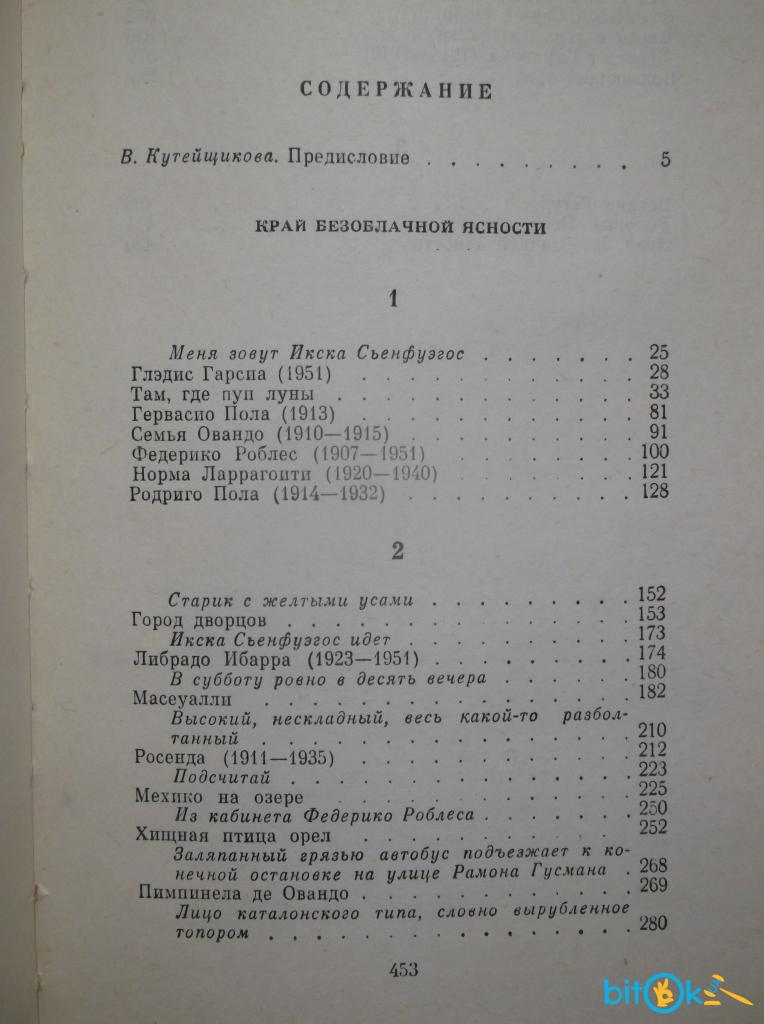 СОДЕРЖАНИЕ
В. Кутейщикова. Предисловие . . . . . . . . . 5
КРАЙ БЕЗОБЛАЧНОЙ ЯСНОСТИ
1
Меня зовут Икска Сьенфуэгос . . . . . . . 25
Глэдис Гарсиа (1951) . . . . . . . . . . . . 28
Там, где пуп луны . . . . . . . . . . . . . 33
Гервасио Пола (1913) . . . . . . . . . . . . 81
Семья Овандо (1910—1915) . . . . . . . . . . 91
Федерико Роблес (1907—1951) . . . . . . . . 100
Норма Ларрагоити (1920—1940) . . . . . . . . 121
Родриго Пола (1914—1932) . . . . . . . . . . 128
2
Старик с желтыми усами . . . . . . . . . 152
Город дворцов . . . . . . . . . . . . . . . 153
Икска Сьенфуэгос идет . . . . . . . . . . 173
Либрадо Ибарра (1923—1951) . . . . . . . . . 174
В субботу ровно в десять вечера . . . . . . 180
Масеуалли . . . . . . . . . . . . . . . . 182
Высокий, нескладный, весь какой-то разбол-
танный . . . . . . . . . . . . . . . . 210
Росенда (1911—1935) . . . . . . . . . . . . 212
Подсчитай . . . . . . . . . . . . . . . 223
Мехико на озере . . . . . . . . . . . . . 225
Из кабинета Федерико Роблеса . . . . . . . 250
Хищная птица орел . . . . . . . . . . . . 252
Заляпанный грязью автобус подъезжает к ко-
нечной остановке на улице Рамона Гусмана . 268
Пимпинела де Овандо . . . . . . . . . . . . 269
Лицо каталонского типа, словно вырубленное
топором . . . . . . . . . . . . . . . . 280
453